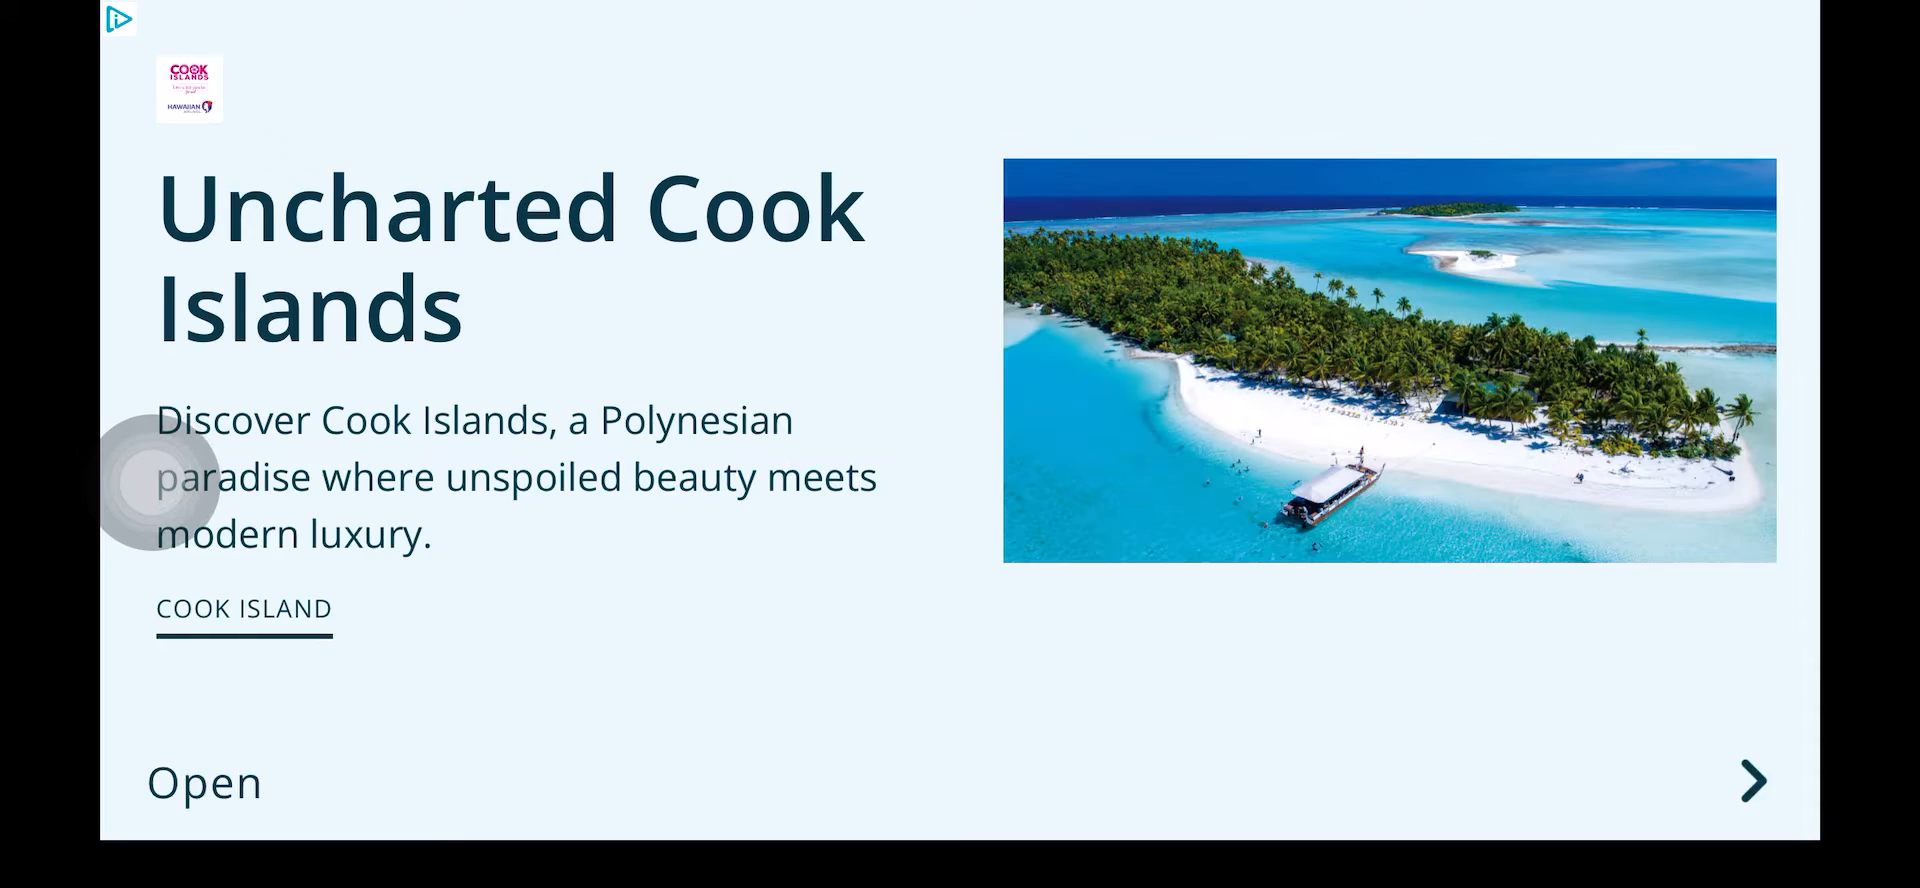 COOK
ISLANDS
HAWAIIAN
AIRLINES
Uncharted Cook
Islands
Discover Cook Islands, a Polynesian
paradise where unspoiled beauty meets
modern luxury.
COOK ISLAND
Open